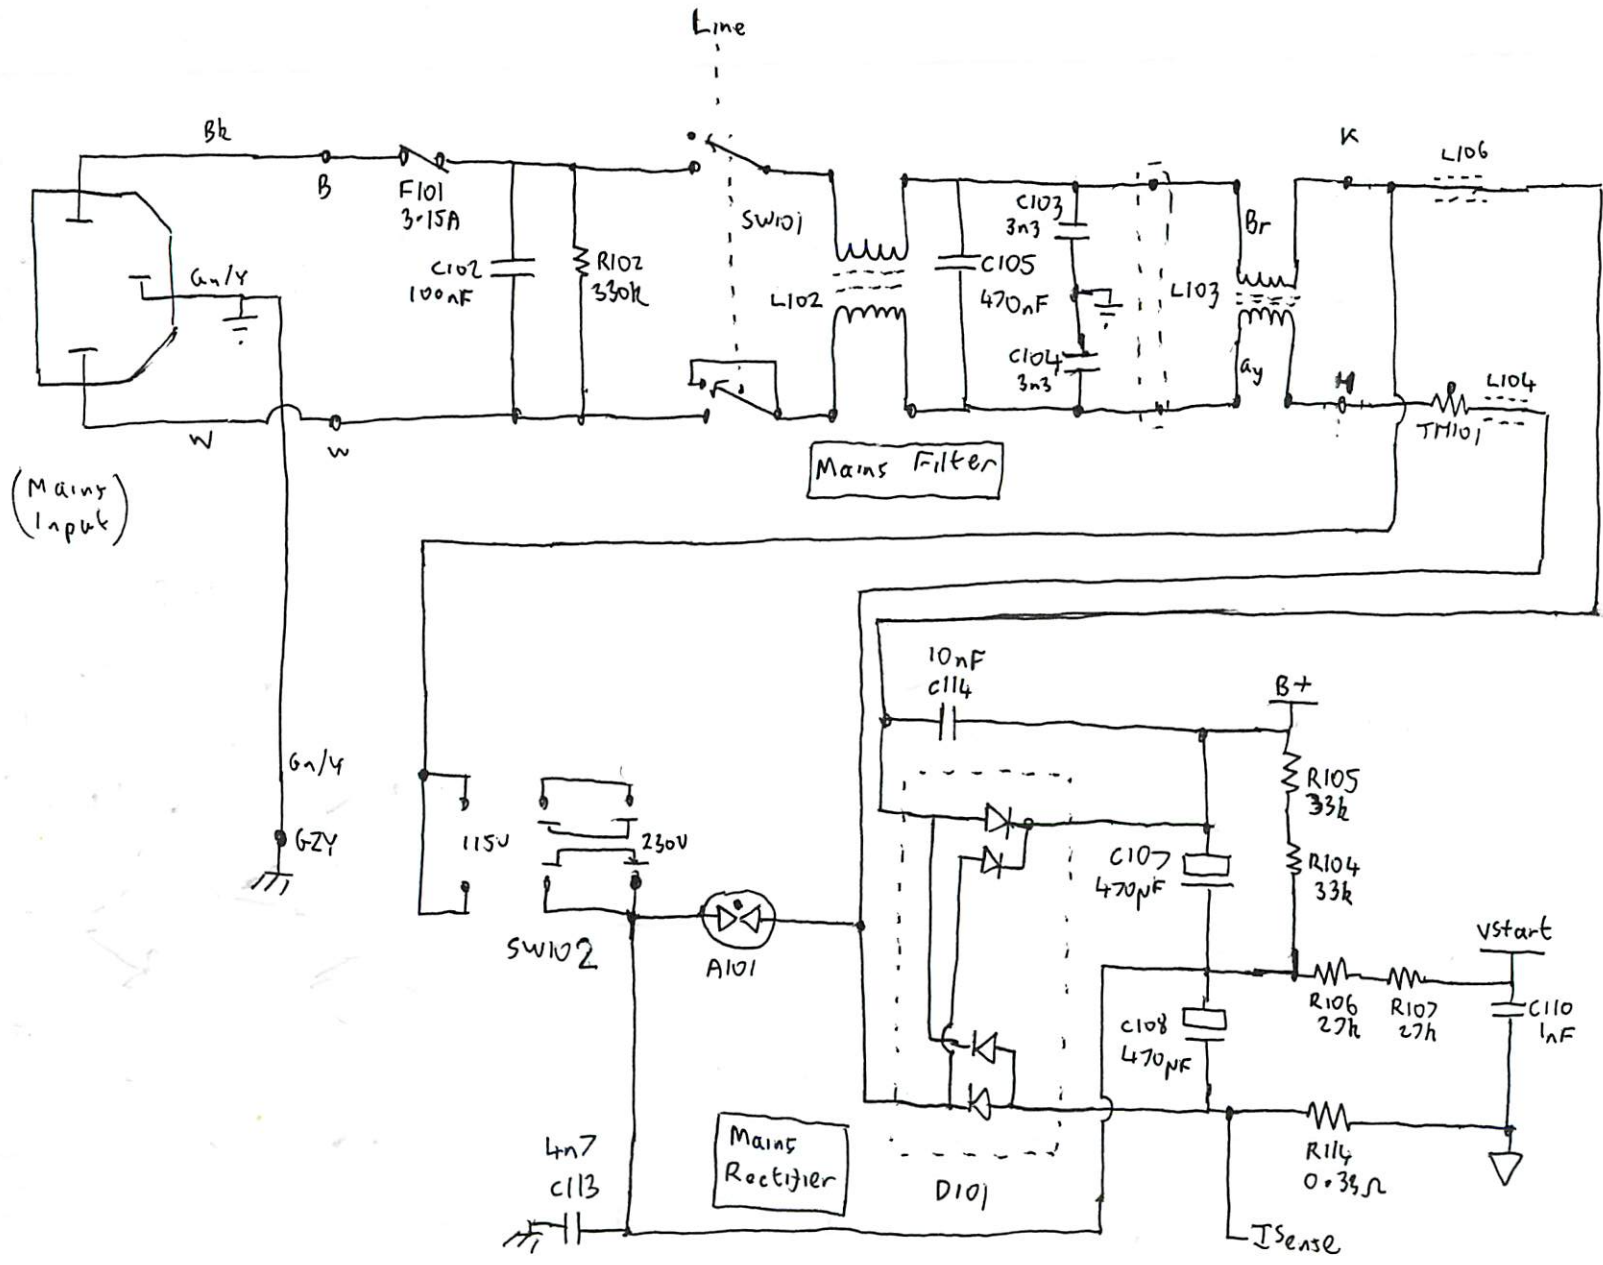 Line
Bk
B
F101
3.15A
C102
100nF
R102
330k
SW101
L102
C105
470nF
C103
3n3
C104
3n3
L103
Br
K
L106
Gn/Y
W
W
(Mains
Input)
Mains Filter
H
TH101
L104
10nF
C114
B+
R105
33k
R104
33k
Gn/Y
GZY
115V
230V
SW102
A101
C107
470µF
Vstart
R106
27k
R107
27k
C110
1nF
C108
470µF
R114
0.33Ω
4n7
C113
Mains
Rectifier
D101
ISense